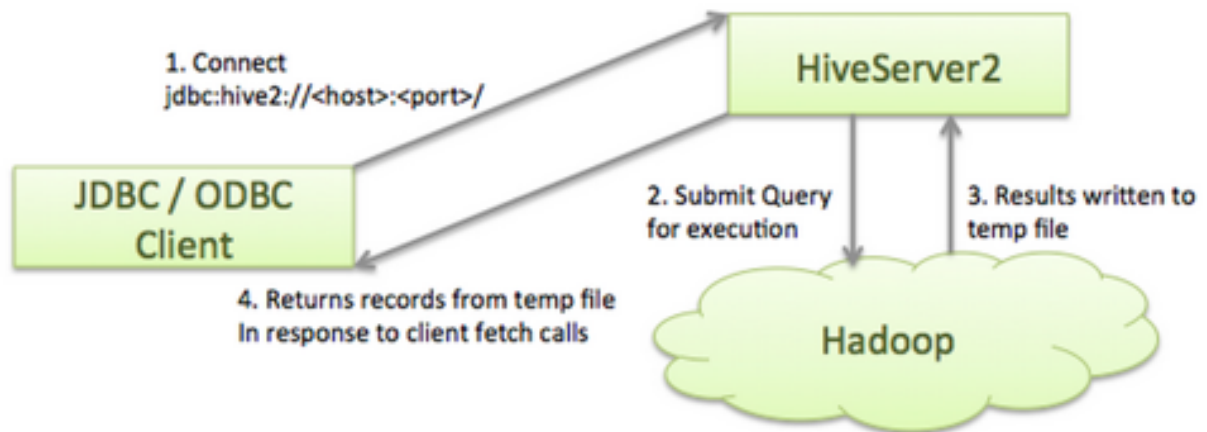 1. Connect
jdbc:hive2://<host>:<port>/
HiveServer2
JDBC / ODBC
Client
2. Submit Query
for execution
3. Results written to
temp file
4. Returns records from temp file
In response to client fetch calls
Hadoop